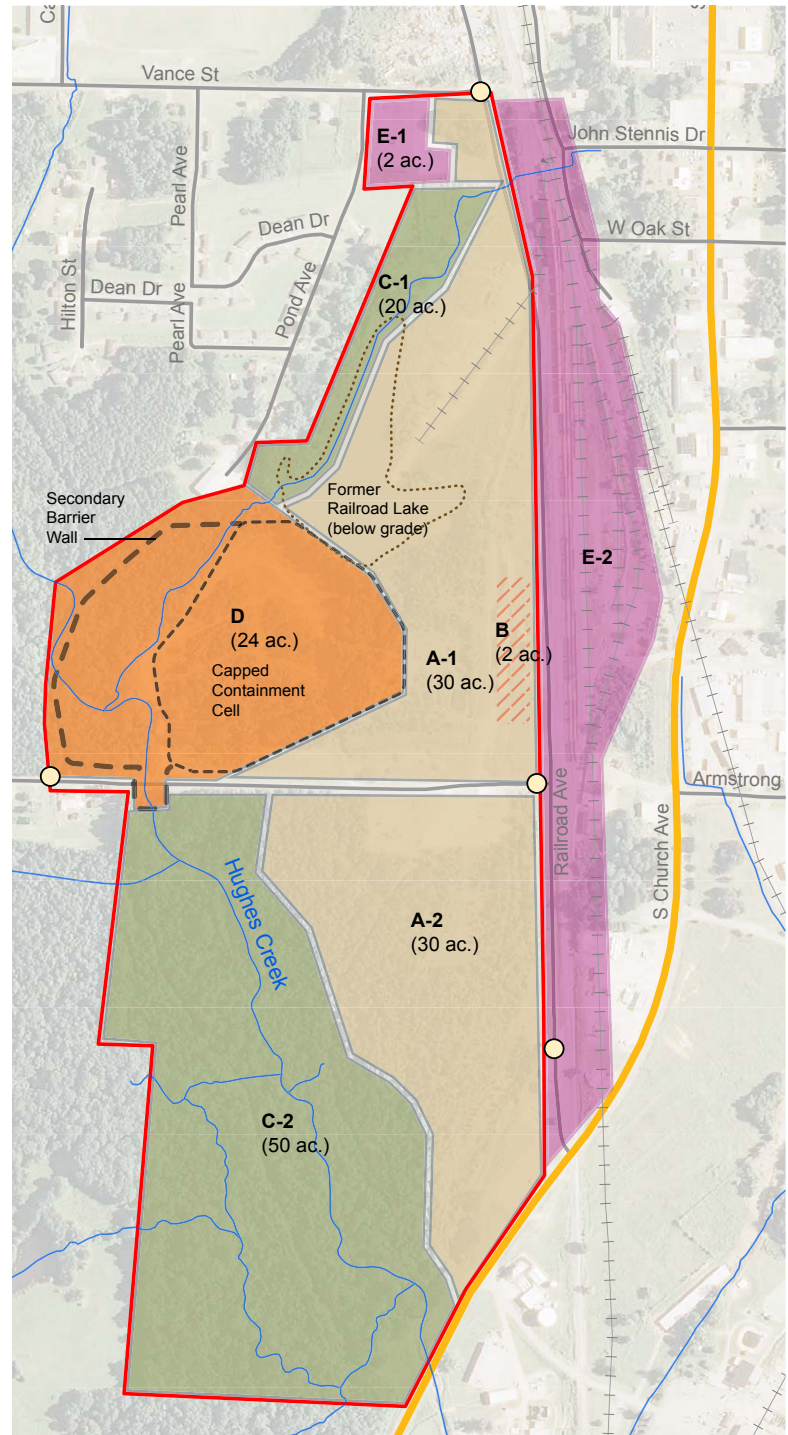 Ca
Vance St
E-1
(2 ac.)
John Stennis Dr
Pearl Ave
Dean Dr
W Oak St
Hilton St
Dean Dr
Pearl Ave
Pond Ave
C-1
(20 ac.)
Secondary
Barrier
Wall
Former
Railroad Lake
(below grade)
E-2
D
(24 ac.)
B
(2 ac.)
A-1
(30 ac.)
Capped
Containment
Cell
Armstrong
Railroad Ave
S Church Ave
Hughes Creek
A-2
(30 ac.)
C-2
(50 ac.)